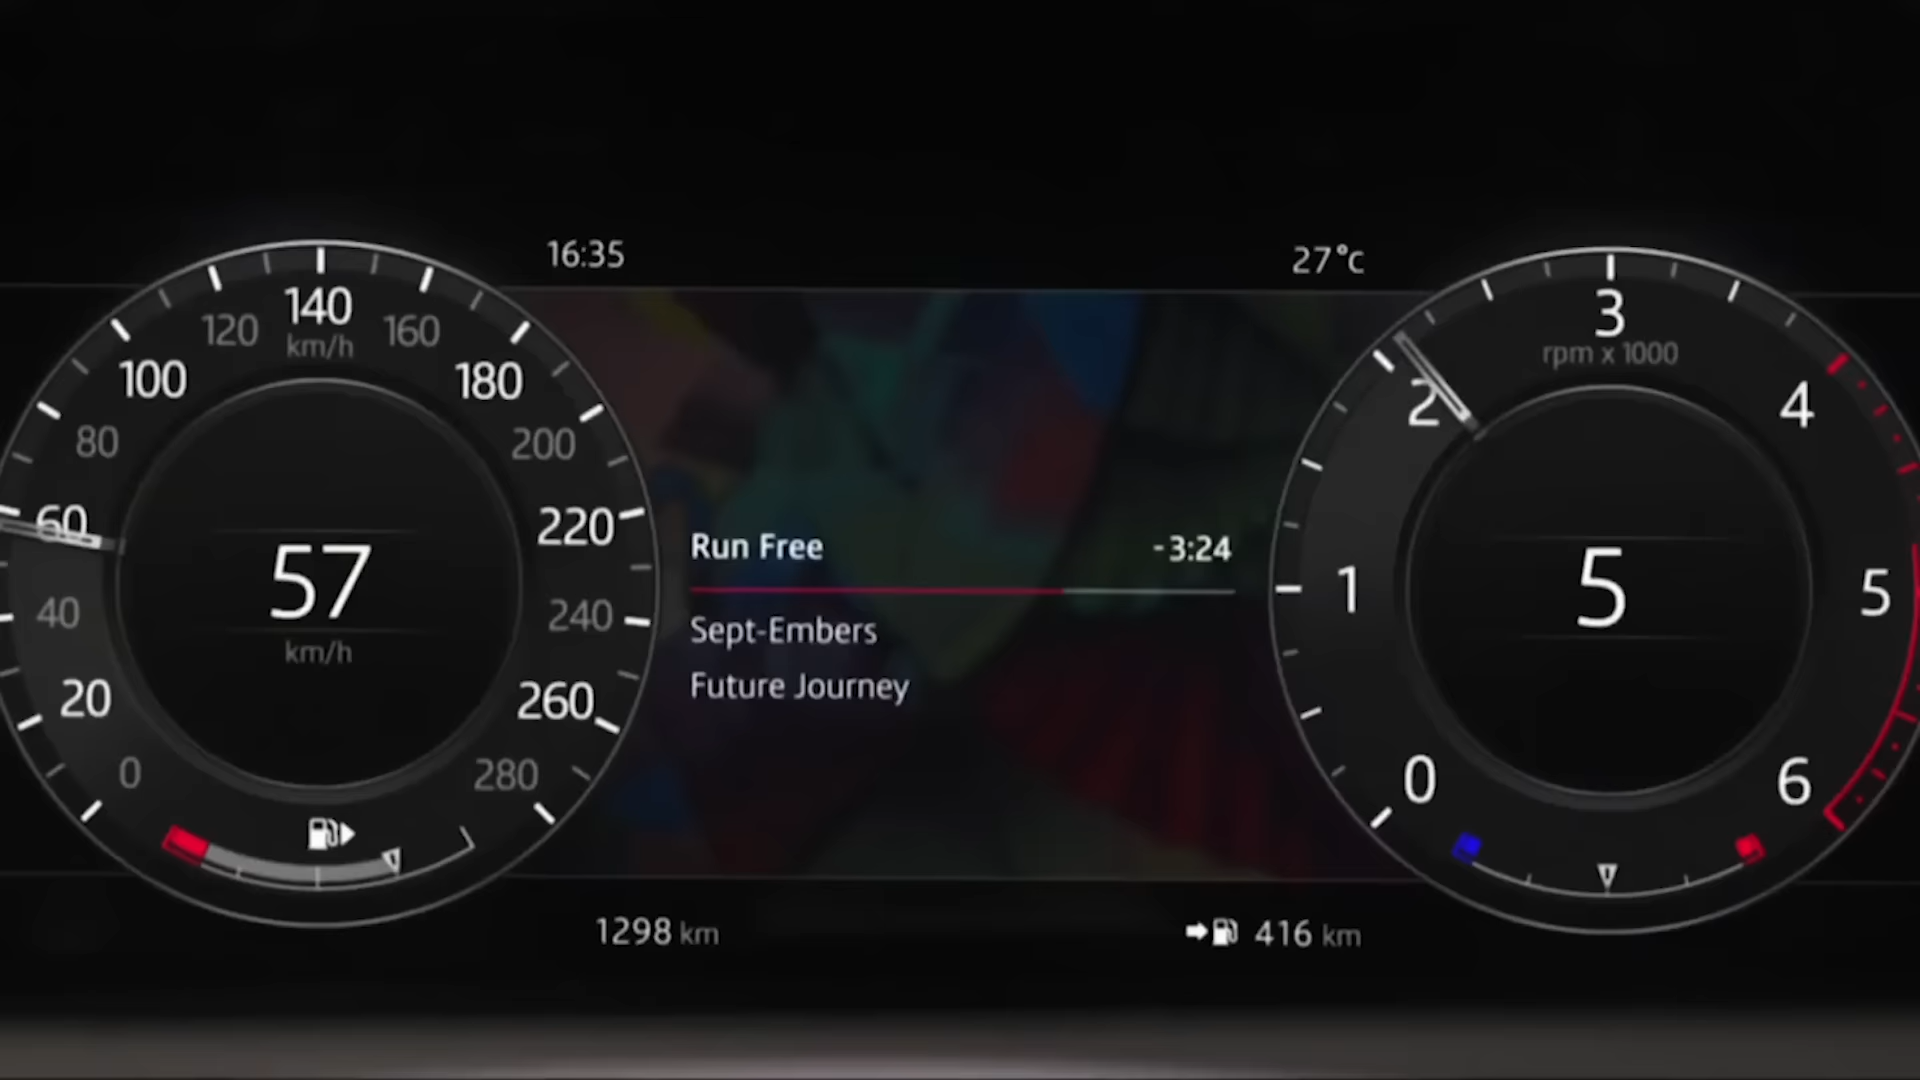 16:35
27°C
140
120
160
km/h
100
180
80
200
60
220
57
km/h
40
240
20
260
0
280
Run Free
-3:24
Sept-Embers
Future Journey
3
rpm x 1000
2
4
1
5
5
0
6
1298 km
416 km